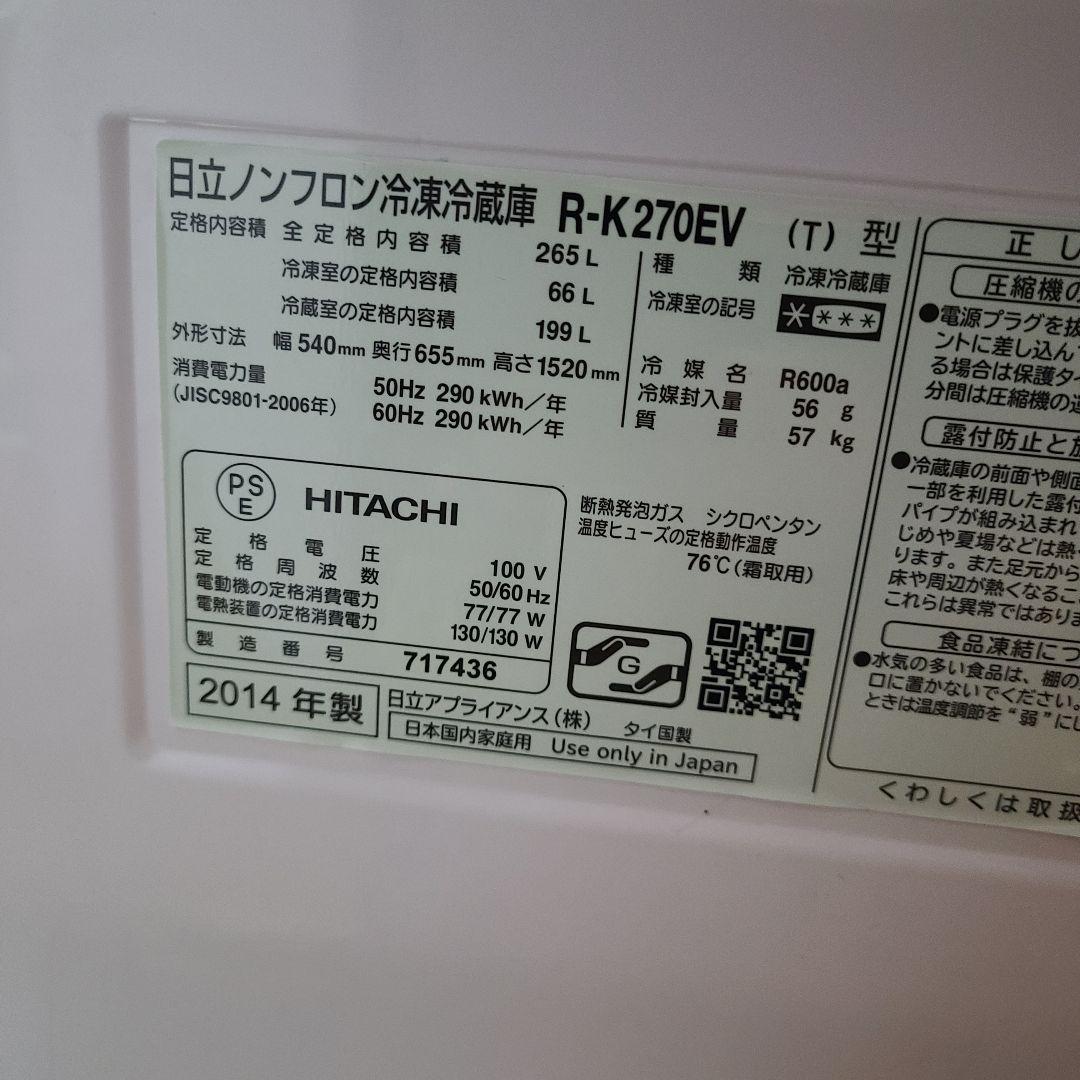 日立ノンフロン冷凍冷蔵庫 R-K270EV (T) 型
定格内容積 全定格内容積 265 L
冷凍室の定格内容積 66 L
冷蔵室の定格内容積 199 L
外形寸法 幅 540mm 奥行 655mm 高さ 1520mm
消費電力量 50Hz 290 kWh/年
(JISC9801-2006年) 60Hz 290 kWh/年
種類 冷凍冷蔵庫
冷凍室の記号 ****
冷媒名 R600a
冷媒封入量 56 g
質量 57 kg
PS
E
HITACHI
定格電圧 100 V
定格周波数 50/60 Hz
電動機の定格消費電力 77/77 W
電熱装置の定格消費電力 130/130 W
製造番号 717436
断熱発泡ガス シクロペンタン
温度ヒューズの定格動作温度
76℃(霜取用)
G
2014 年製
日立アプライアンス(株) タイ国製
日本国内家庭用 Use only in Japan
正し
圧縮機の
●電源プラグを抜
ントに差し込んで
る場合は保護タイ
分間は圧縮機の運
露付防止と放
●冷蔵庫の前面や側面
一部を利用した露付
パイプが組み込まれ
じめや夏場などは熱
ります。また足元から
床や周辺が熱くなるこ
これらは異常ではありま
食品凍結につ
●水気の多い食品は、棚の
口に置かないでください。
ときは温度調節を“弱”にし
くわしくは取扱